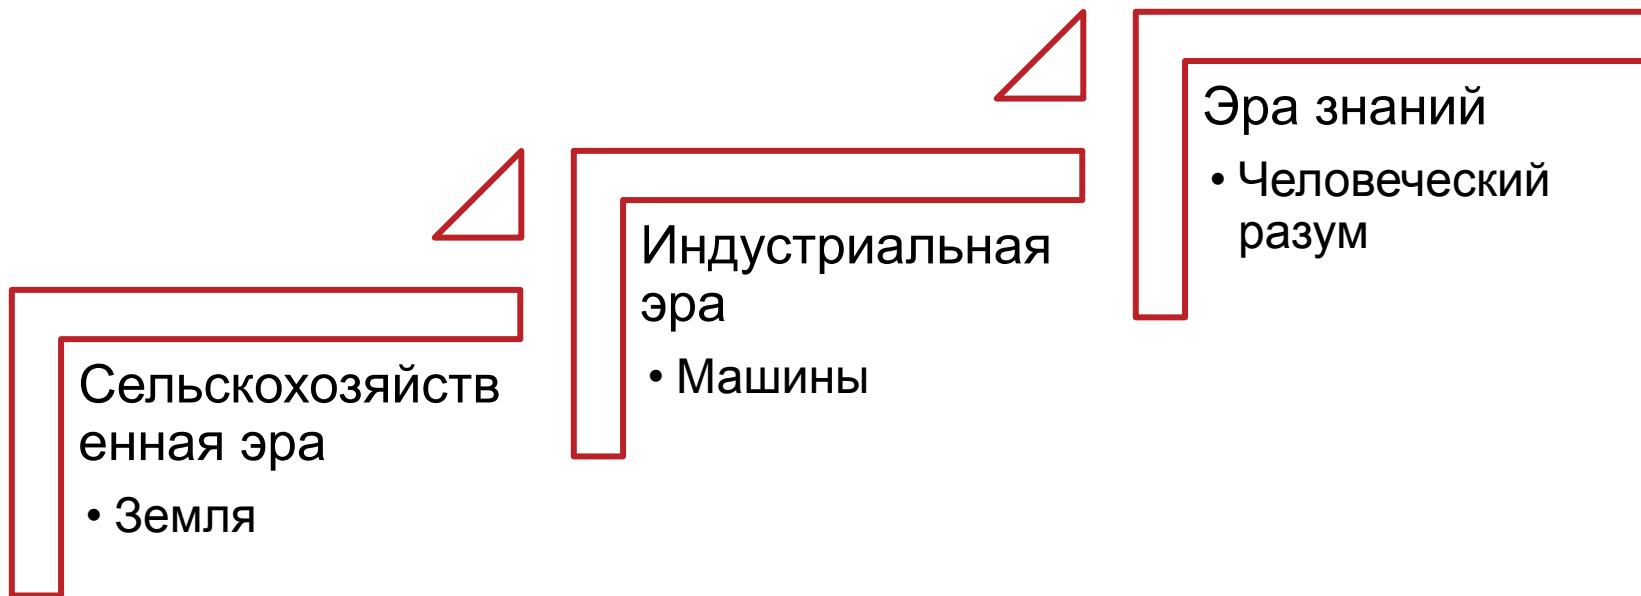 Сельскохозяйств
енная эра
• Земля
Индустриальная
эра
• Машины
Эра знаний
• Человеческий
разум